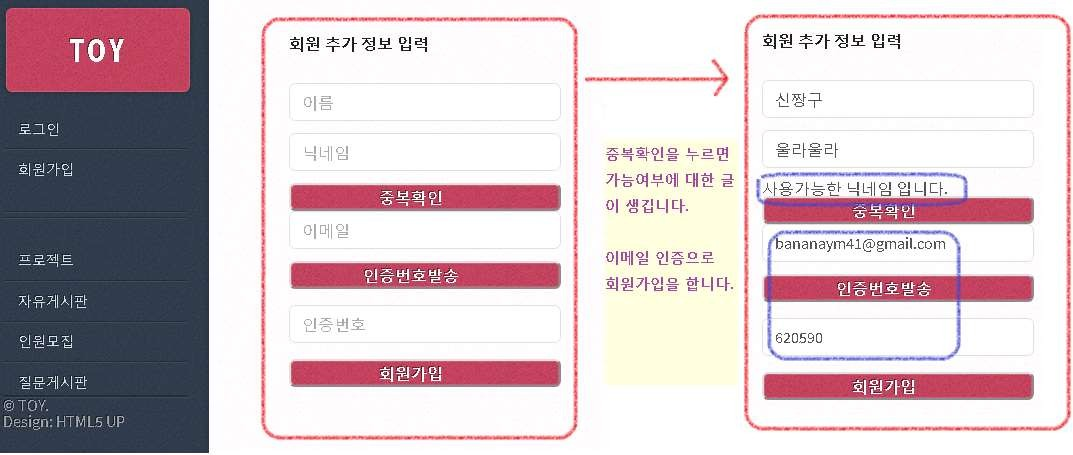 TOY
로그인
회원가입
프로젝트
자유게시판
인원모집
질문게시판
© TOY.
Design: HTML5 UP
회원 추가 정보 입력
이름
닉네임
중복확인
이메일
인증번호발송
인증번호
회원가입
중복확인을 누르면
가능여부에 대한 글
이 생깁니다.
이메일 인증으로
회원가입을 합니다.
회원 추가 정보 입력
신짱구
울라울라
사용가능한 닉네임 입니다.
중복확인
bananaym41@gmail.com
인증번호발송
620590
회원가입